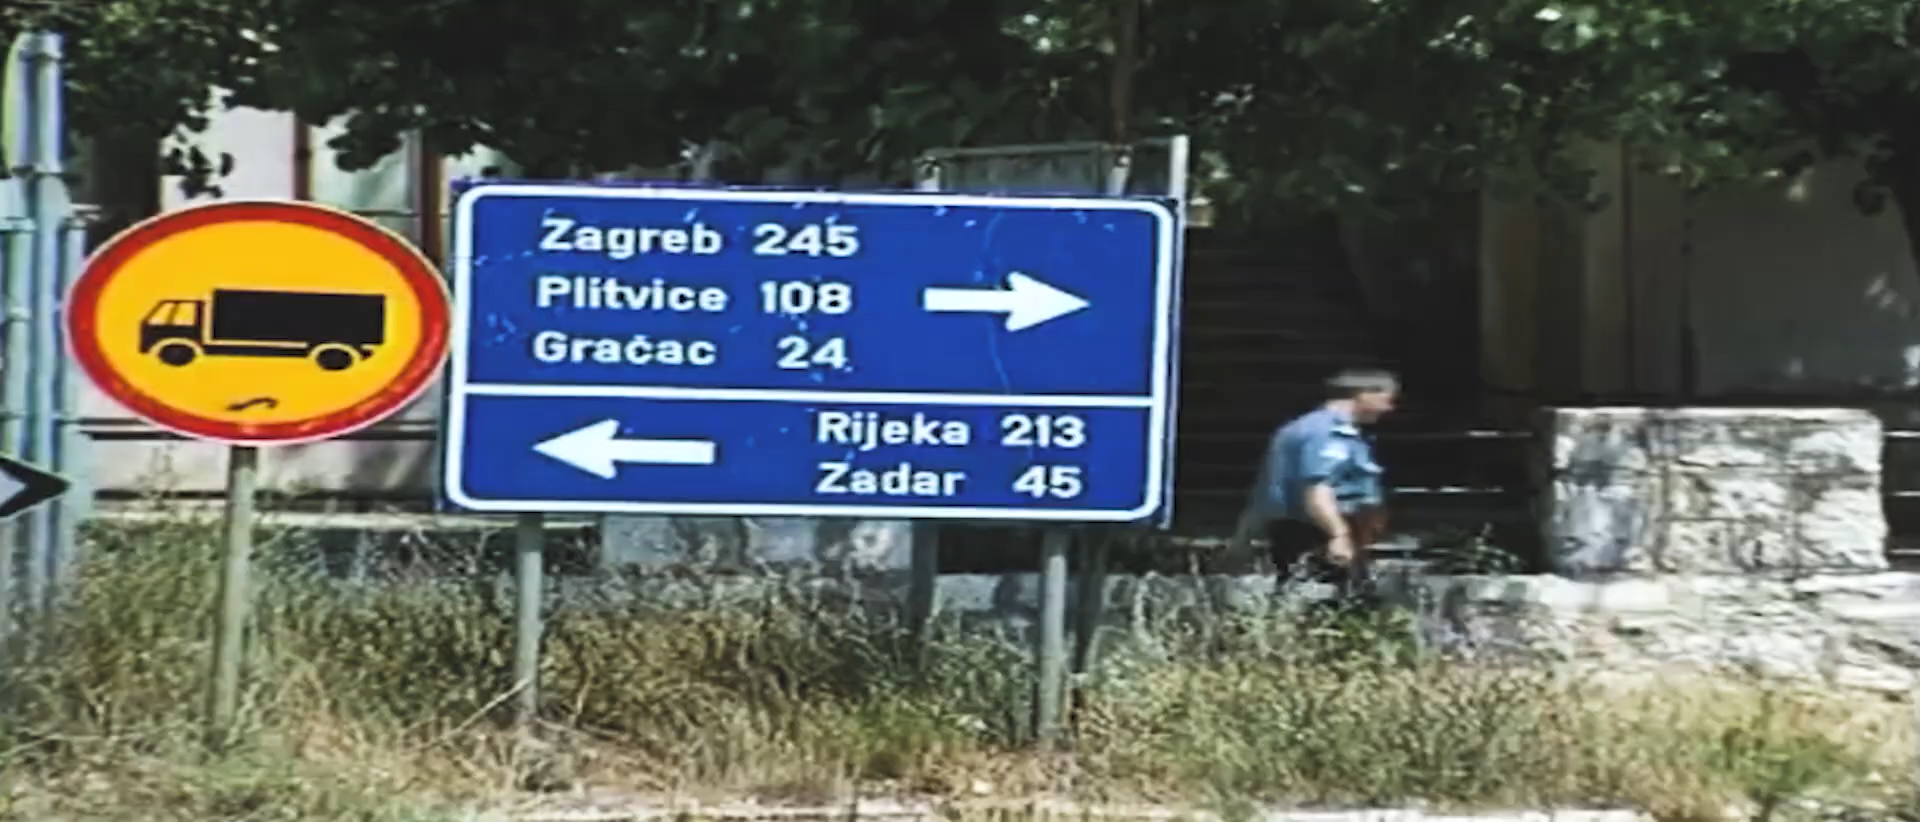 Zagreb 245
Plitvice 108
Gračac 24
Rijeka 213
Zadar 45